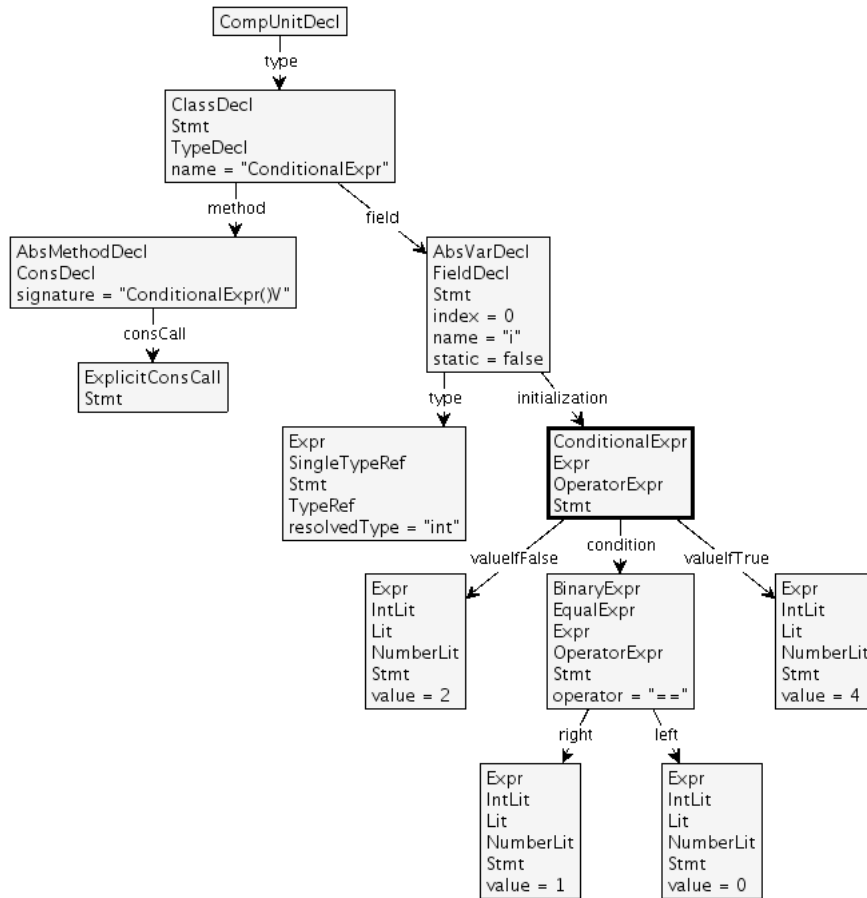 CompUnitDecl
type
ClassDecl
Stmt
TypeDecl
name = "ConditionalExpr"
method
field
AbsMethodDecl
ConsDecl
signature = "ConditionalExpr()V"
AbsVarDecl
FieldDecl
Stmt
index = 0
name = "i"
static = false
consCall
ExplicitConsCall
Stmt
type
initialization
Expr
SingleTypeRef
Stmt
TypeRef
resolvedType = "int"
ConditionalExpr
Expr
OperatorExpr
Stmt
valueIfFalse
condition
valueIfTrue
Expr
IntLit
Lit
NumberLit
Stmt
value = 2
BinaryExpr
EqualExpr
Expr
OperatorExpr
Stmt
operator = "=="
Expr
IntLit
Lit
NumberLit
Stmt
value = 4
right
left
Expr
IntLit
Lit
NumberLit
Stmt
value = 1
Expr
IntLit
Lit
NumberLit
Stmt
value = 0